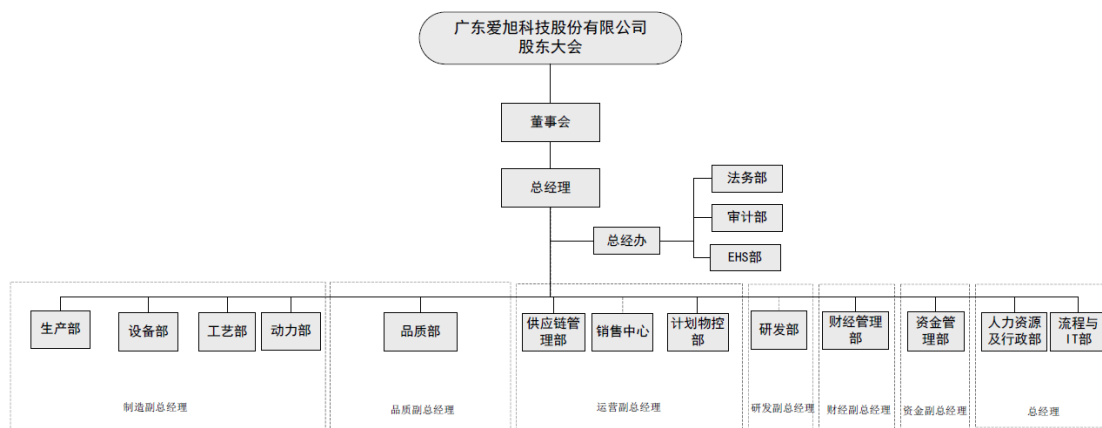 广东爱旭科技股份有限公司
股东大会
董事会
总经理
法务部
总经办
审计部
EHS部
生产部
设备部
工艺部
动力部
品质部
供应链管
理部
销售中心
计划物控
部
研发部
财经管理
部
资金管
理部
人力资源
及行政部
流程与
IT部
制造副总经理
品质副总经理
运营副总经理
研发副总经理
财经副总经理
资金副总经理
总经理